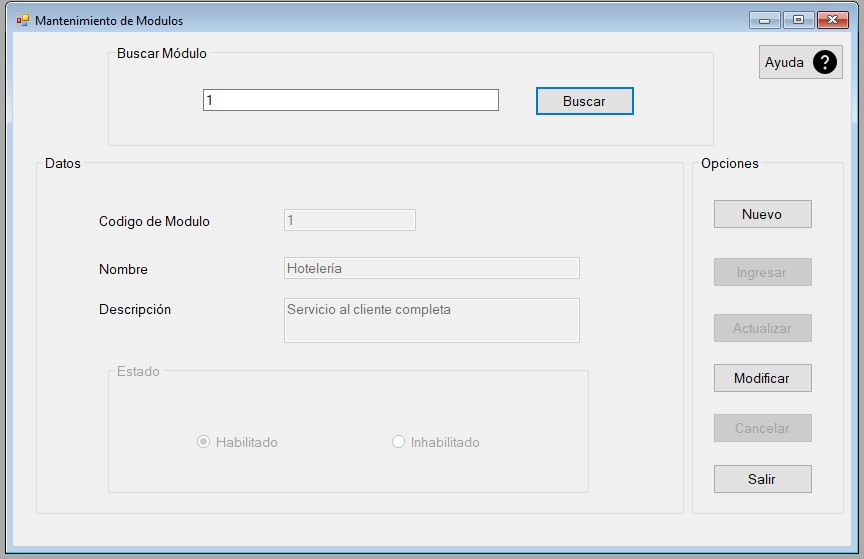 Mantenimiento de Modulos
Buscar Módulo
Ayuda ?
1
Buscar
Datos
Opciones
Codigo de Modulo
1
Nuevo
Nombre
Hotelería
Ingresar
Descripción
Servicio al cliente completa
Actualizar
Estado
Modificar
Habilitado
Inhabilitado
Cancelar
Salir